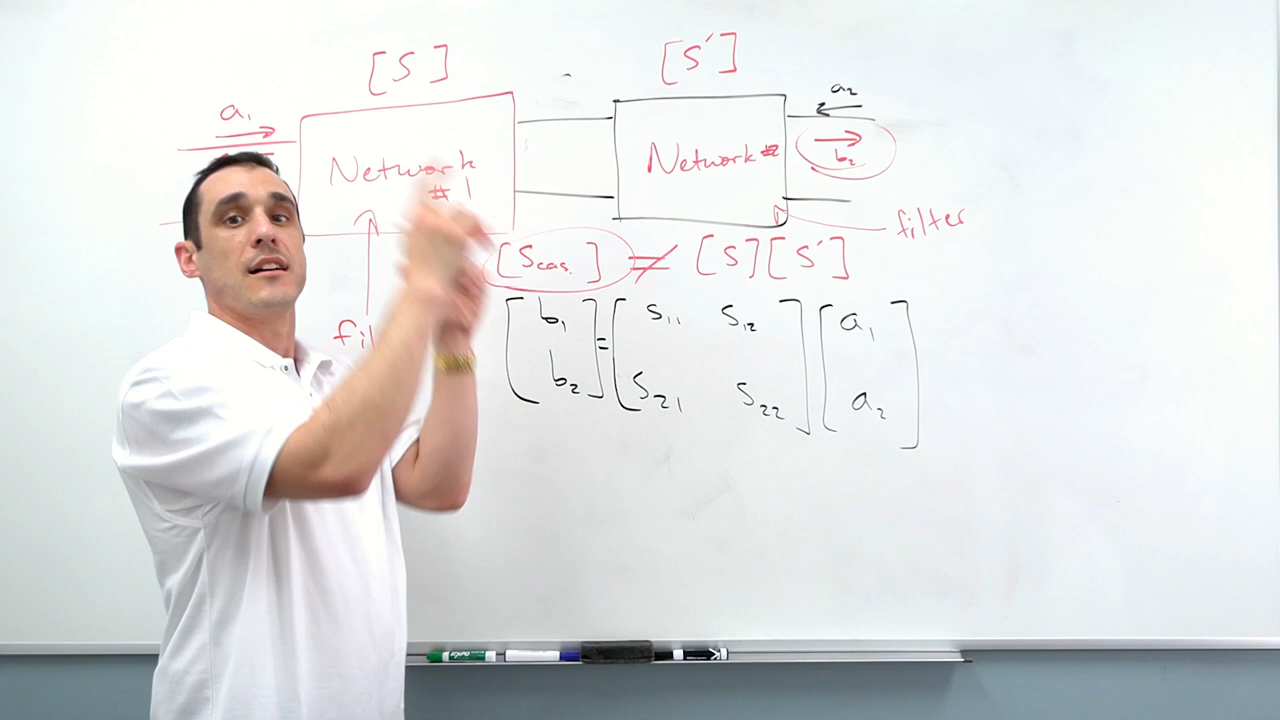 [S] [S']
a₁ a₂
Network #1 Network #2 b₂
filter
[Scas.] ≠ [S][S']
[b₁ b₂] = [S₁₁ S₁₂ S₂₁ S₂₂] [a₁ a₂]